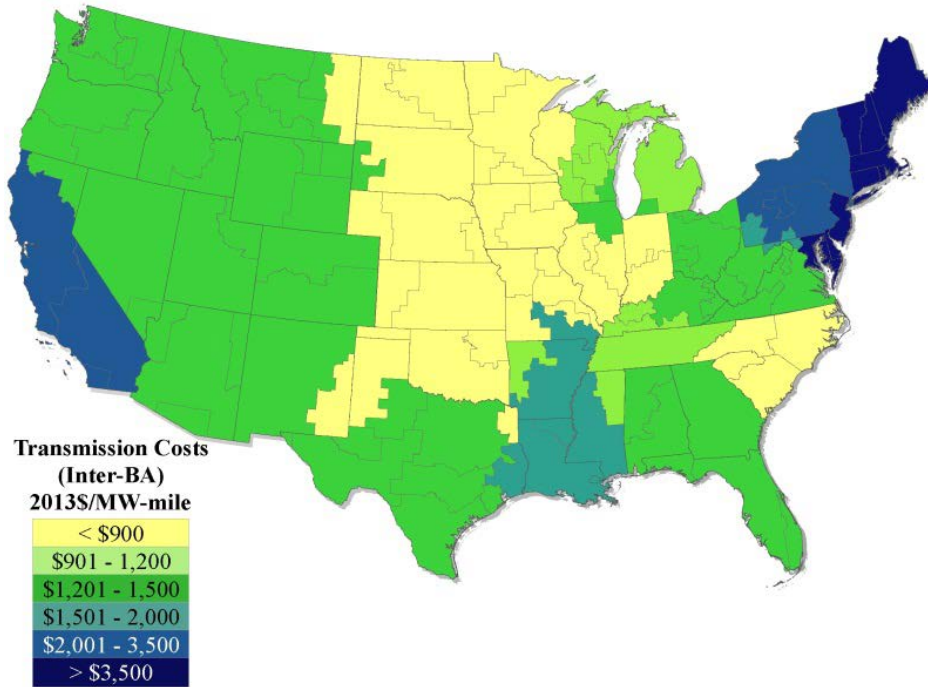 Transmission Costs
(Inter-BA)
2013$/MW-mile
< $900
$901 - 1,200
$1,201 - 1,500
$1,501 - 2,000
$2,001 - 3,500
> $3,500